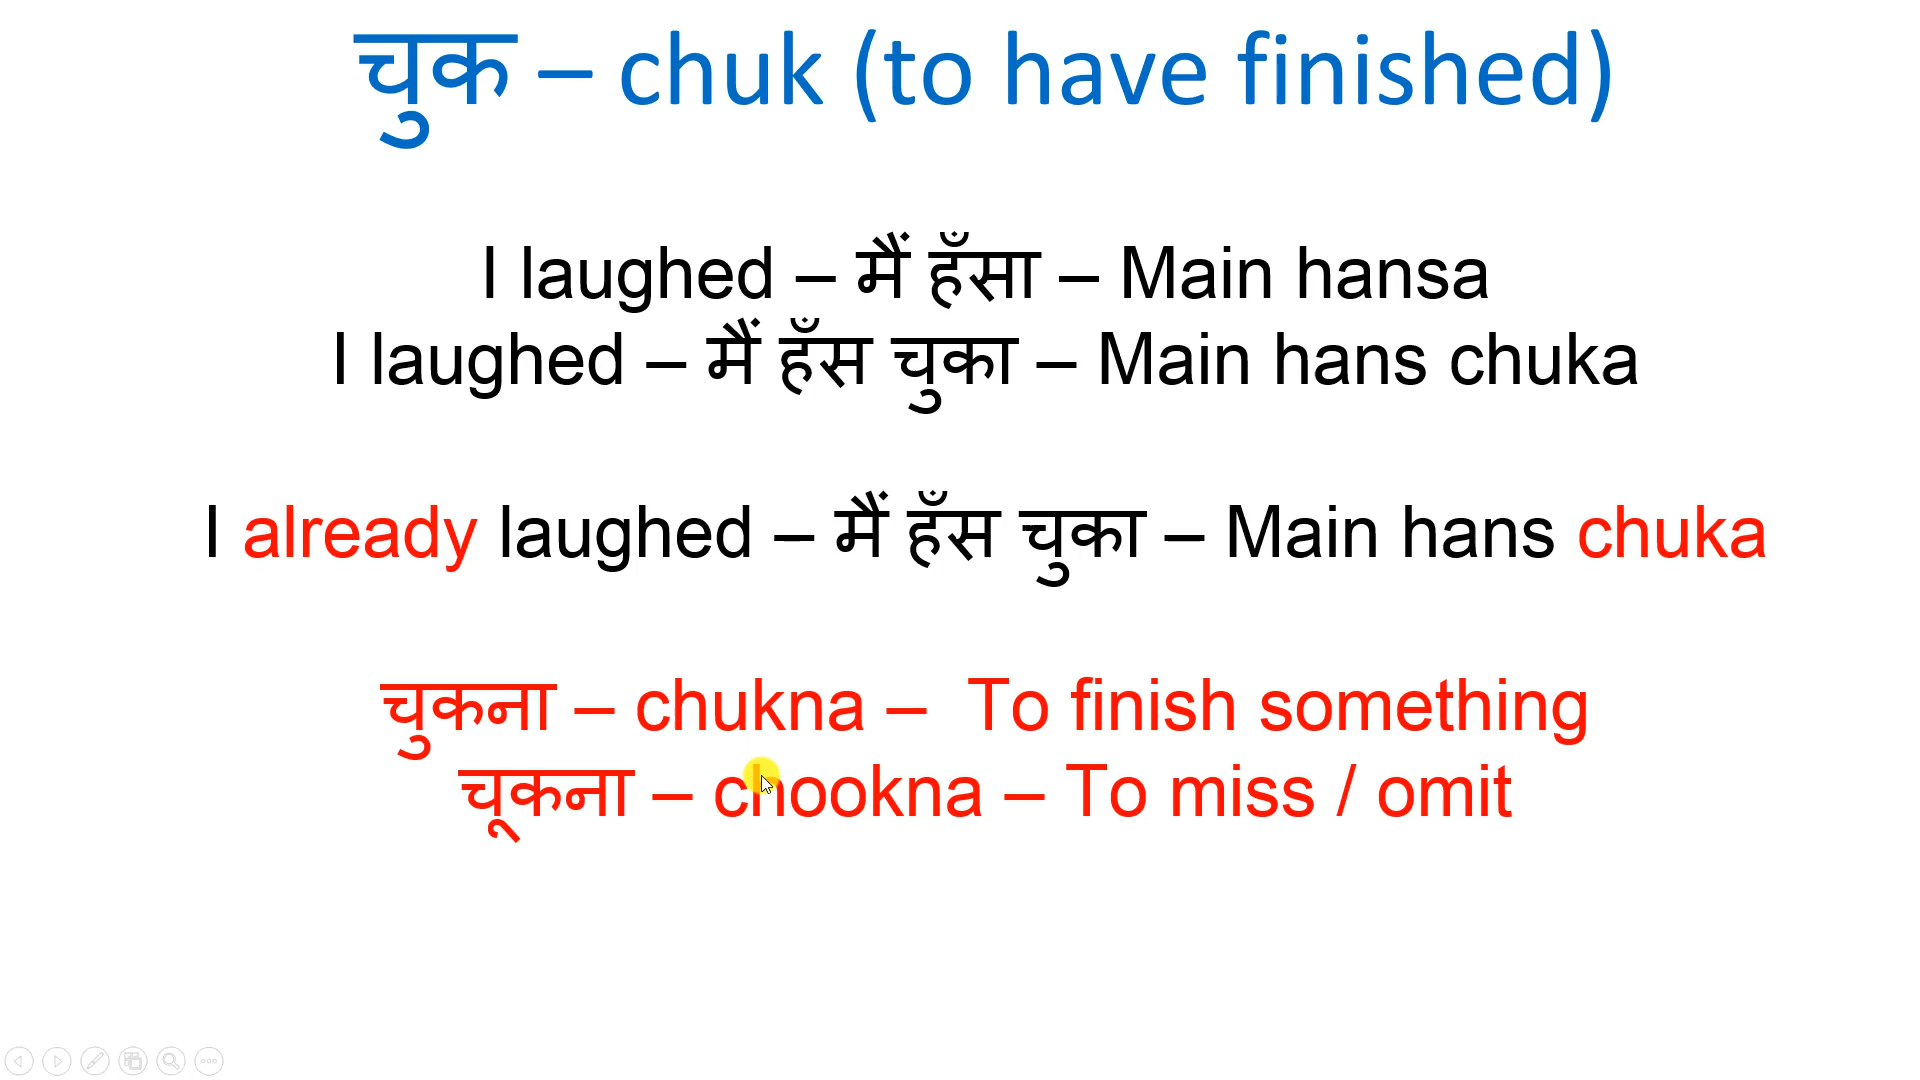 चुक – chuk (to have finished)
I laughed – मैं हँसा – Main hansa
I laughed – मैं हँस चुका – Main hans chuka
I already laughed – मैं हँस चुका – Main hans chuka
चुकना – chukna – To finish something
चूकना – chookna – To miss / omit